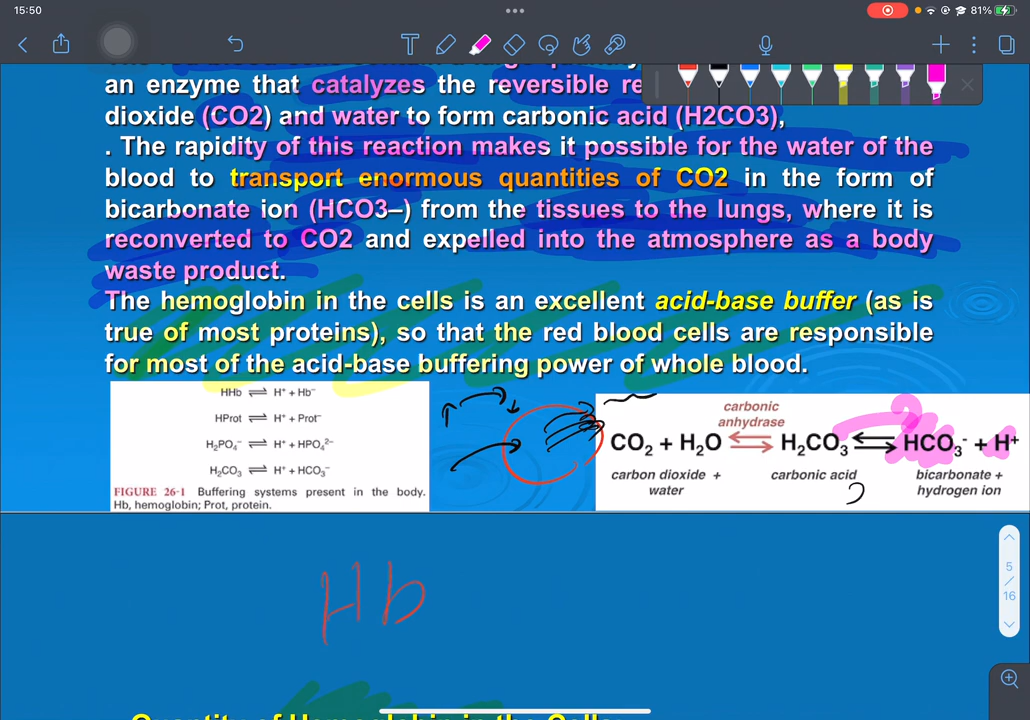 15:50
81%
an enzyme that catalyzes the reversible re
dioxide (CO2) and water to form carbonic acid (H2CO3),
. The rapidity of this reaction makes it possible for the water of the
blood to transport enormous quantities of CO2 in the form of
bicarbonate ion (HCO3–) from the tissues to the lungs, where it is
reconverted to CO2 and expelled into the atmosphere as a body
waste product.
The hemoglobin in the cells is an excellent acid-base buffer (as is
true of most proteins), so that the red blood cells are responsible
for most of the acid-base buffering power of whole blood.
HHb ⇌ H⁺ + Hb⁻
HProt ⇌ H⁺ + Prot⁻
H₂PO₄⁻ ⇌ H⁺ + HPO₄²⁻
H₂CO₃ ⇌ H⁺ + HCO₃⁻
FIGURE 26-1 Buffering systems present in the body.
Hb, hemoglobin; Prot, protein.
carbonic
anhydrase
CO₂ + H₂O ⇌ H₂CO₃ ⇌ HCO₃⁻ + H⁺
carbon dioxide + carbonic acid bicarbonate +
water hydrogen ion
Hb
5
/
16
Quantity of Hemoglobin in the Cells